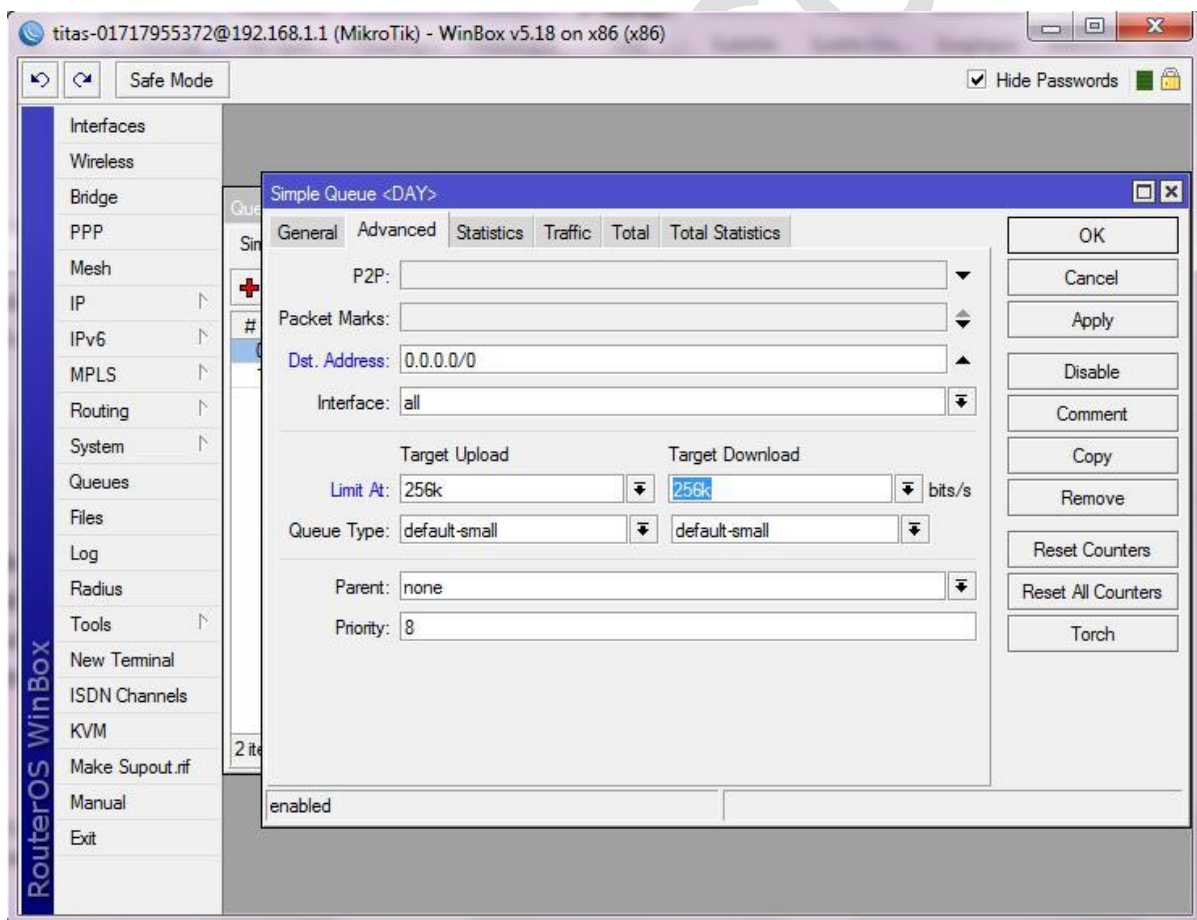 titas-01717955372@192.168.1.1 (MikroTik) - WinBox v5.18 on x86 (x86)
Safe Mode
Hide Passwords
Interfaces
Wireless
Bridge
PPP
Mesh
IP
IPv6
MPLS
Routing
System
Queues
Files
Log
Radius
Tools
New Terminal
ISDN Channels
KVM
Make Supout.rif
Manual
Exit
RouterOS WinBox
#
Simple Queue <DAY>
General Advanced Statistics Traffic Total Total Statistics
P2P:
Packet Marks:
Dst. Address: 0.0.0.0/0
Interface: all
Target Upload Target Download
Limit At: 256k 256k bits/s
Queue Type: default-small default-small
Parent: none
Priority: 8
enabled
OK
Cancel
Apply
Disable
Comment
Copy
Remove
Reset Counters
Reset All Counters
Torch